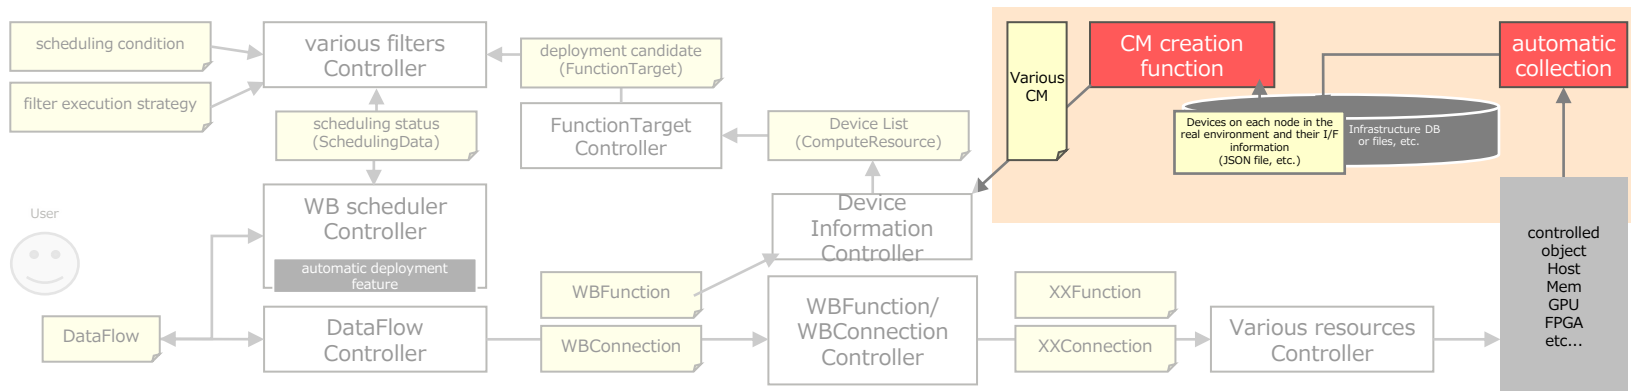 scheduling condition
filter execution strategy
various filters
Controller
deployment candidate
(FunctionTarget)
scheduling status
(SchedulingData)
FunctionTarget
Controller
Device List
(ComputeResource)
Various
CM
CM creation
function
automatic
collection
Devices on each node in the
real environment and their I/F
information
(JSON file, etc.)
Infrastructure DB
or files, etc.
User
WB scheduler
Controller
automatic deployment
feature
Device
Information
Controller
controlled
object
Host
Mem
GPU
FPGA
etc...
DataFlow
DataFlow
Controller
WBFunction
WBConnection
WBFunction/
WBConnection
Controller
XXFunction
XXConnection
Various resources
Controller